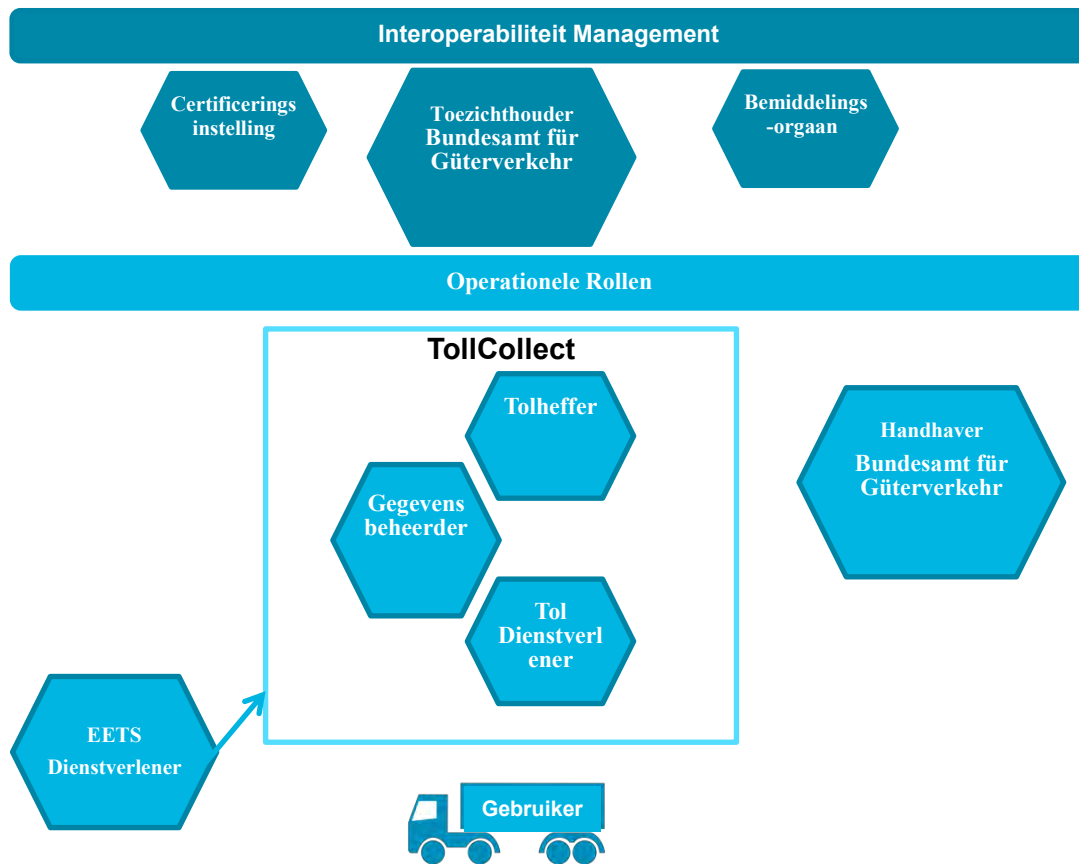 Interoperabiliteit Management
Certificerings
instelling
Toezichthouder
Bundesamt für
Güterverkehr
Bemiddelings
-orgaan
Operationele Rollen
TollCollect
Tolheffer
Handhaver
Bundesamt für
Güterverkehr
Gegevens
beheerder
Tol
Dienstverl
ener
EETS
Dienstverlener
Gebruiker